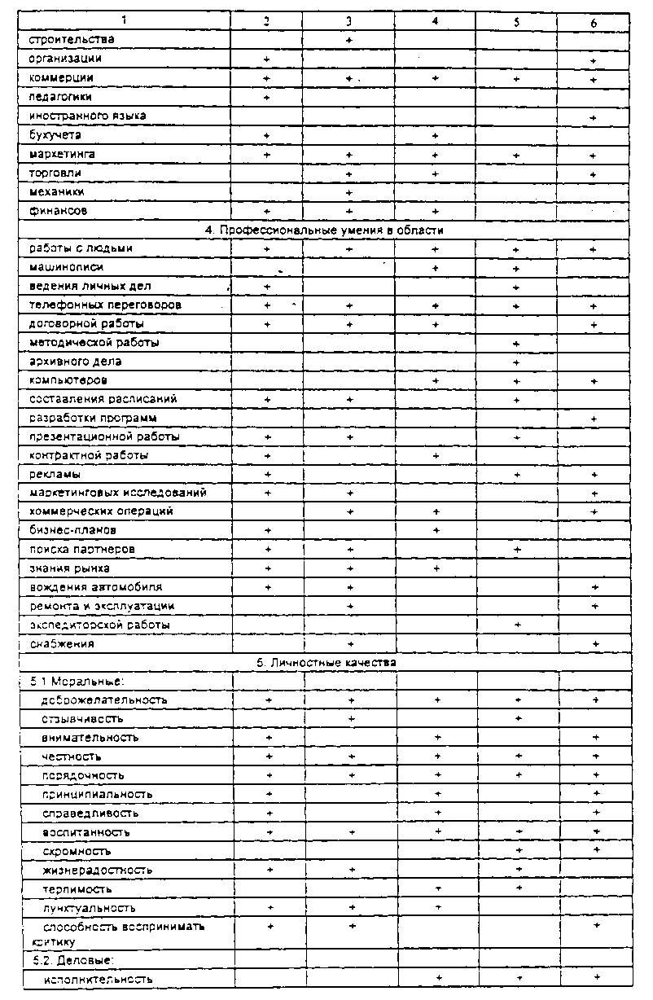 1 2 3 4 5 6
строительства +
организации + +
коммерции + + + + +
педагогики +
иностранного языка +
бухучета + +
маркетинга + + + + +
торговли + + +
механики +
финансов + + +
4. Профессиональные умения в области
работы с людьми + + + + +
машинописи + +
ведения личных дел + +
телефонных переговоров + + + + +
договорной работы + + + +
методической работы +
архивного дела +
компьютеров + + +
составления расписаний + + +
разработки программ +
презентационной работы + + +
контрактной работы + +
рекламы + + +
маркетинговых исследований + + +
коммерческих операций + + +
бизнес-планов + +
поиска партнеров + + +
знания рынка + + +
вождения автомобиля + + +
ремонта и эксплуатации + +
экспедиторской работы +
снабжения + +
5. Личностные качества
5.1 Моральные:
доброжелательность + + + + +
отзывчивость + +
внимательность + + +
честность + + + + +
порядочность + + + + +
принципиальность + + +
справедливость + + +
воспитанность + + + + +
скромность + +
жизнерадостность + + +
терпимость + +
пунктуальность + + +
способность воспринимать + + +
критику
5.2. Деловые:
исполнительность + + +